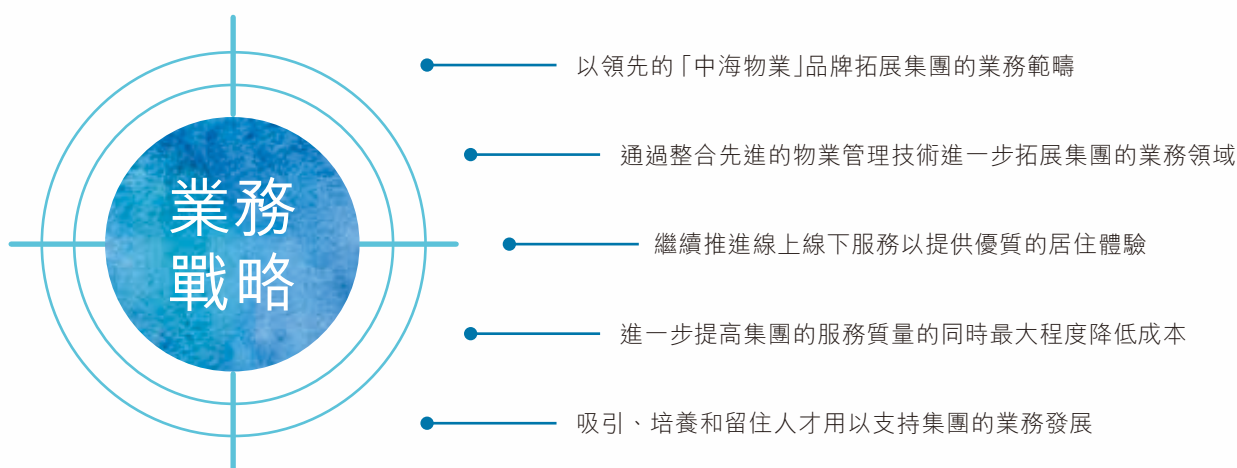 業務
戰略
以領先的「中海物業」品牌拓展集團的業務範疇
通過整合先進的物業管理技術進一步拓展集團的業務領域
繼續推進線上線下服務以提供優質的居住體驗
進一步提高集團的服務質量的同時最大程度降低成本
吸引、培養和留住人才用以支持集團的業務發展